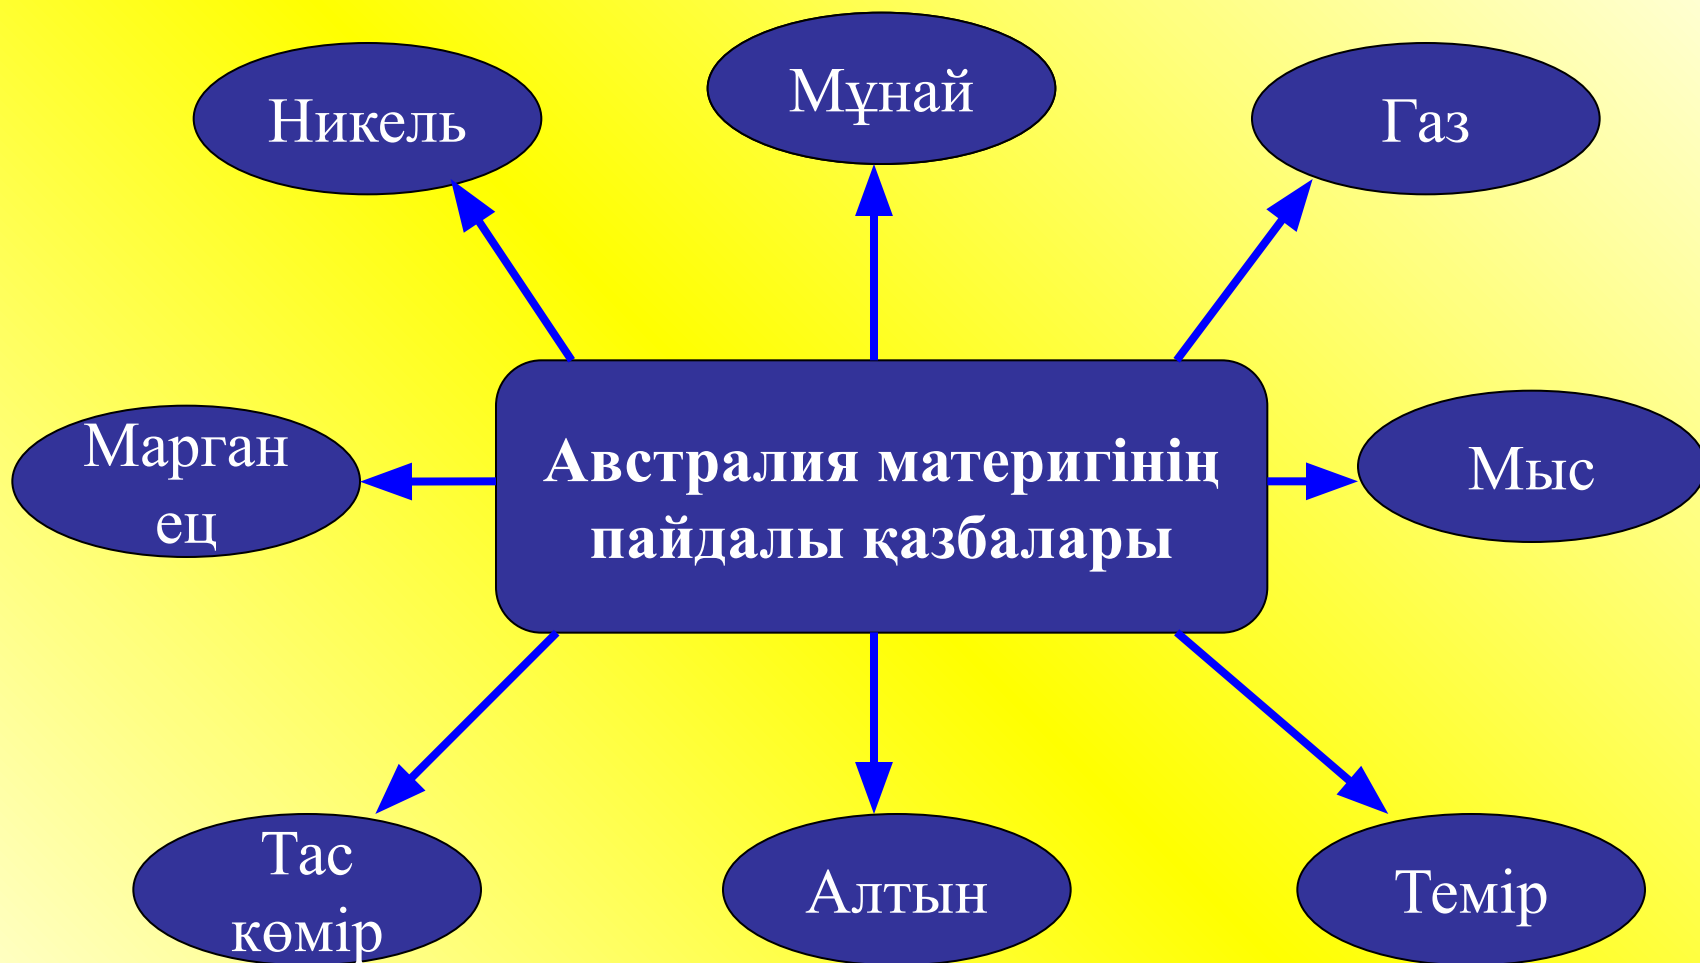 Никель
Мұнай
Газ
Марган
ец
Австралия материгінің
пайдалы қазбалары
Мыс
Тас
көмір
Алтын
Темір